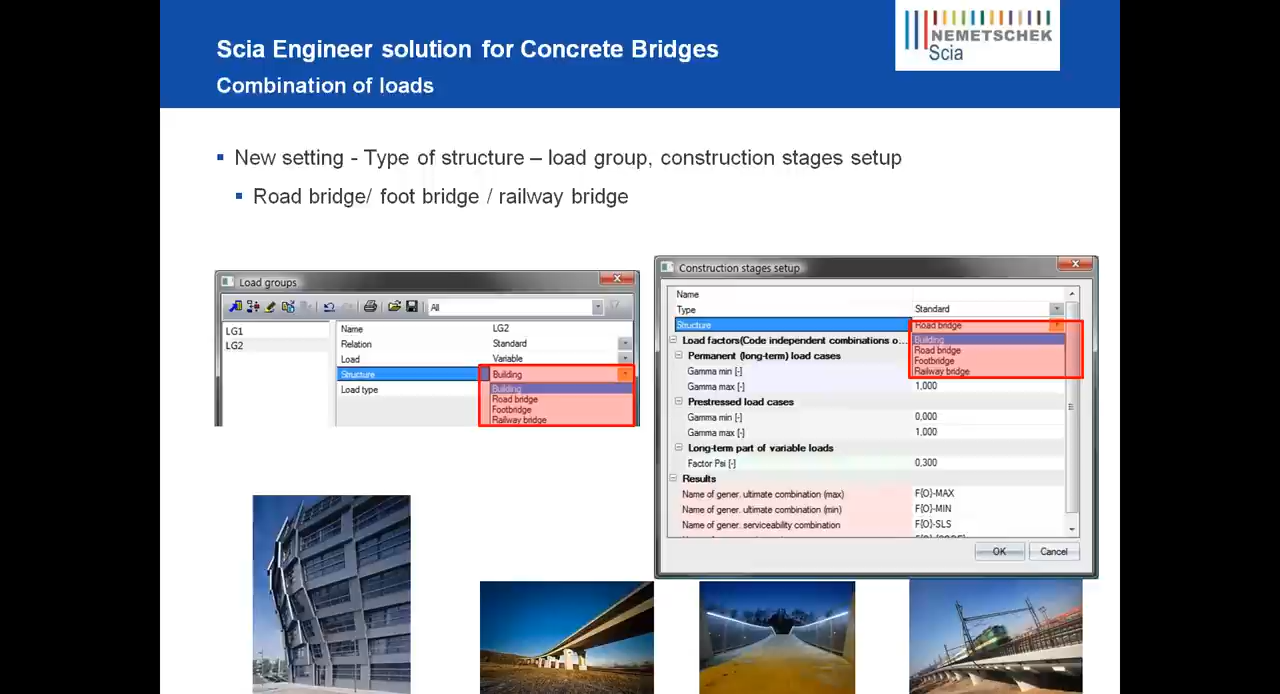 Scia Engineer solution for Concrete Bridges
Combination of loads
NEMETSCHEK
Scia
New setting - Type of structure – load group, construction stages setup
Road bridge/ foot bridge / railway bridge
Load groups
All
LG1
LG2
Name LG2
Relation Standard
Load Variable
Structure Building
Load type
Building
Road bridge
Footbridge
Railway bridge
Construction stages setup
Name
Type Standard
Structure Road bridge
Load factors(Code independent combinations o...
Building
Road bridge
Footbridge
Railway bridge
Permanent (long-term) load cases
Gamma min [-]
Gamma max [-] 1,000
Prestressed load cases
Gamma min [-] 0,000
Gamma max [-] 1,000
Long-term part of variable loads
Factor Psi [-] 0,300
Results
Name of gener. ultimate combination (max) F{O}-MAX
Name of gener. ultimate combination (min) F{O}-MIN
Name of gener. serviceability combination F{O}-SLS
OK Cancel